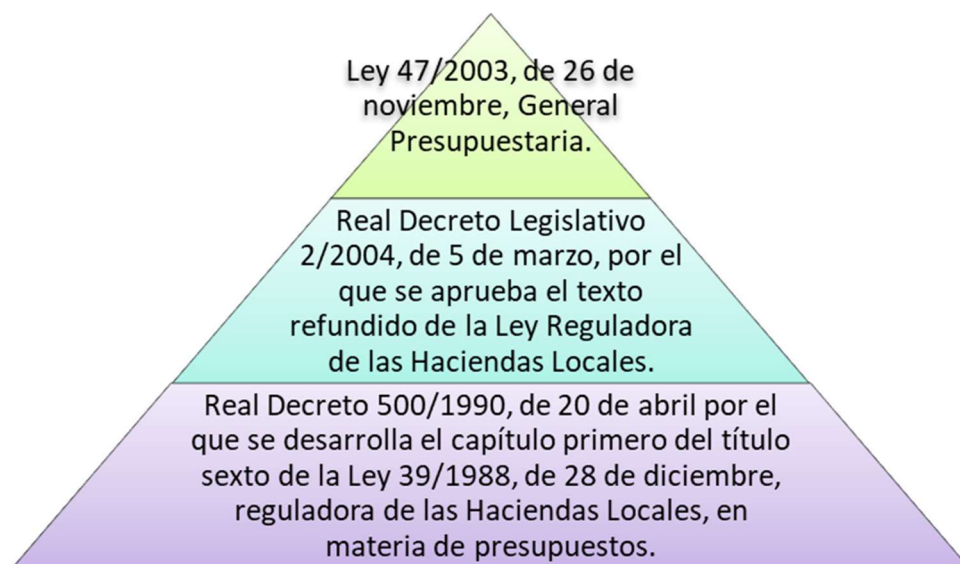 Ley 47/2003, de 26 de
noviembre, General
Presupuestaria.
Real Decreto Legislativo
2/2004, de 5 de marzo, por el
que se aprueba el texto
refundido de la Ley Reguladora
de las Haciendas Locales.
Real Decreto 500/1990, de 20 de abril por el
que se desarrolla el capítulo primero del título
sexto de la Ley 39/1988, de 28 de diciembre,
reguladora de las Haciendas Locales, en
materia de presupuestos.